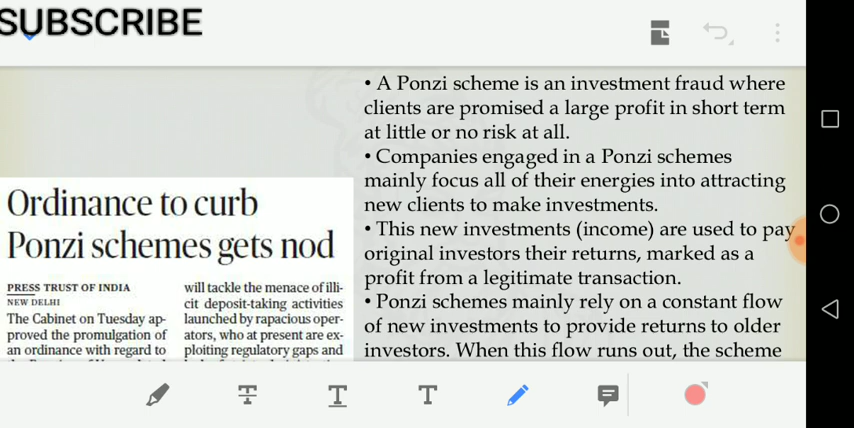 SUBSCRIBE
Ordinance to curb
Ponzi schemes gets nod
PRESS TRUST OF INDIA
NEW DELHI
The Cabinet on Tuesday ap-
proved the promulgation of
an ordinance with regard to
will tackle the menace of illi-
cit deposit-taking activities
launched by rapacious oper-
ators, who at present are ex-
ploiting regulatory gaps and
• A Ponzi scheme is an investment fraud where
clients are promised a large profit in short term
at little or no risk at all.
• Companies engaged in a Ponzi schemes
mainly focus all of their energies into attracting
new clients to make investments.
• This new investments (income) are used to pay
original investors their returns, marked as a
profit from a legitimate transaction.
• Ponzi schemes mainly rely on a constant flow
of new investments to provide returns to older
investors. When this flow runs out, the scheme
T T T